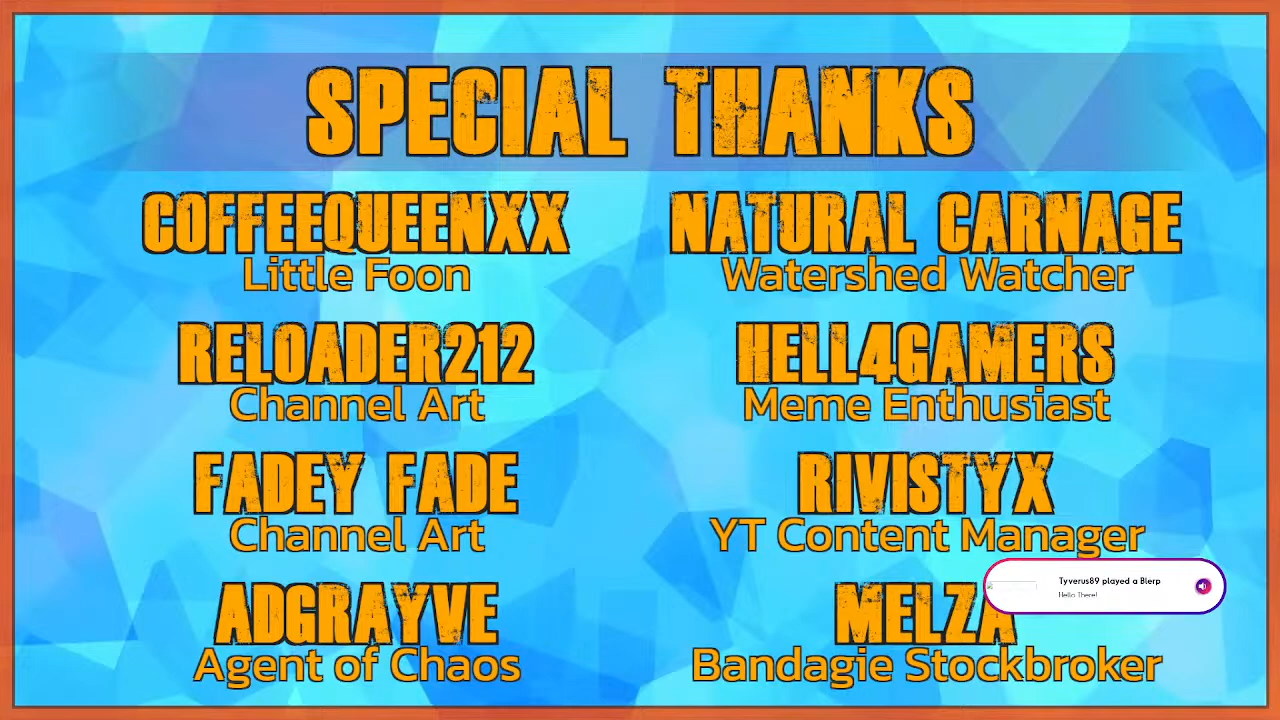 SPECIAL THANKS
COFFEEQUEENXX
Little Foon
NATURAL CARNAGE
Watershed Watcher
RELOADER212
Channel Art
HELL4GAMERS
Meme Enthusiast
FADEY FADE
Channel Art
RIVISTYX
YT Content Manager
Tyverus89 played a Blerp
Hello There!
ADGRAYVE
Agent of Chaos
MELZA
Bandagie Stockbroker